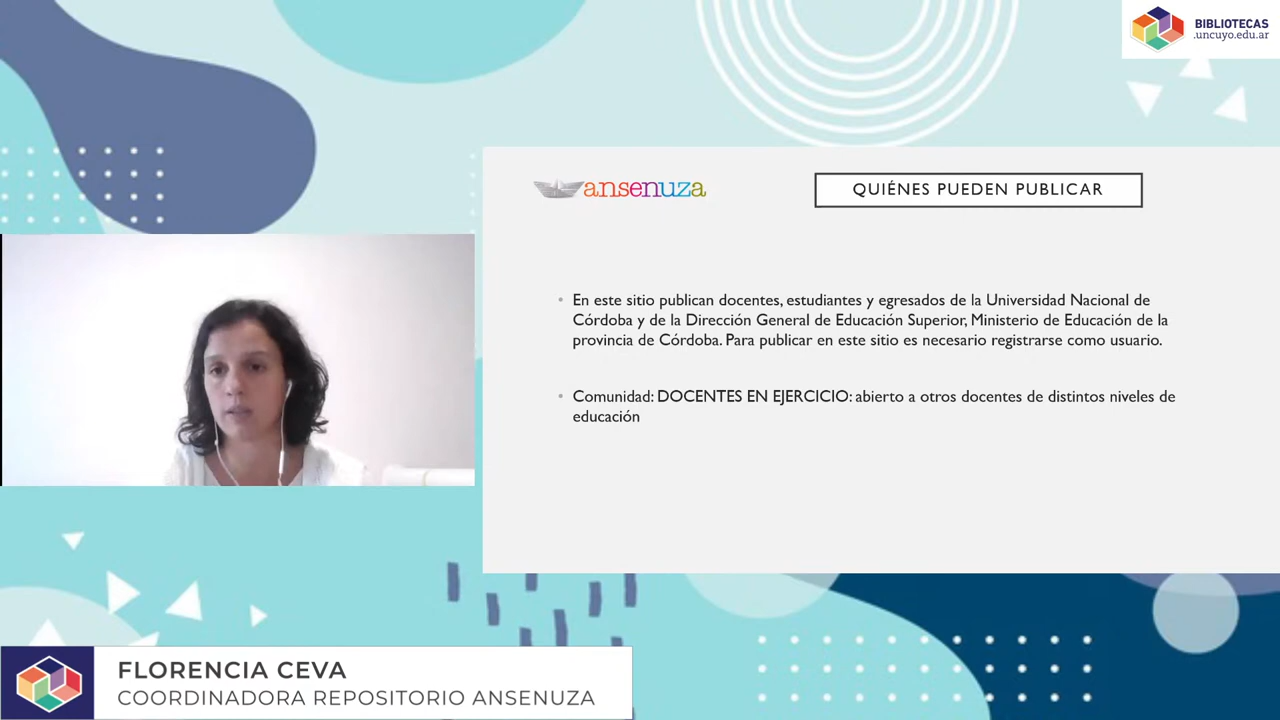 BIBLIOTECAS
.uncuyo.edu.ar
ansenuza
QUIÉNES PUEDEN PUBLICAR
• En este sitio publican docentes, estudiantes y egresados de la Universidad Nacional de
Córdoba y de la Dirección General de Educación Superior, Ministerio de Educación de la
provincia de Córdoba. Para publicar en este sitio es necesario registrarse como usuario.
• Comunidad: DOCENTES EN EJERCICIO: abierto a otros docentes de distintos niveles de
educación
FLORENCIA CEVA
COORDINADORA REPOSITORIO ANSENUZA